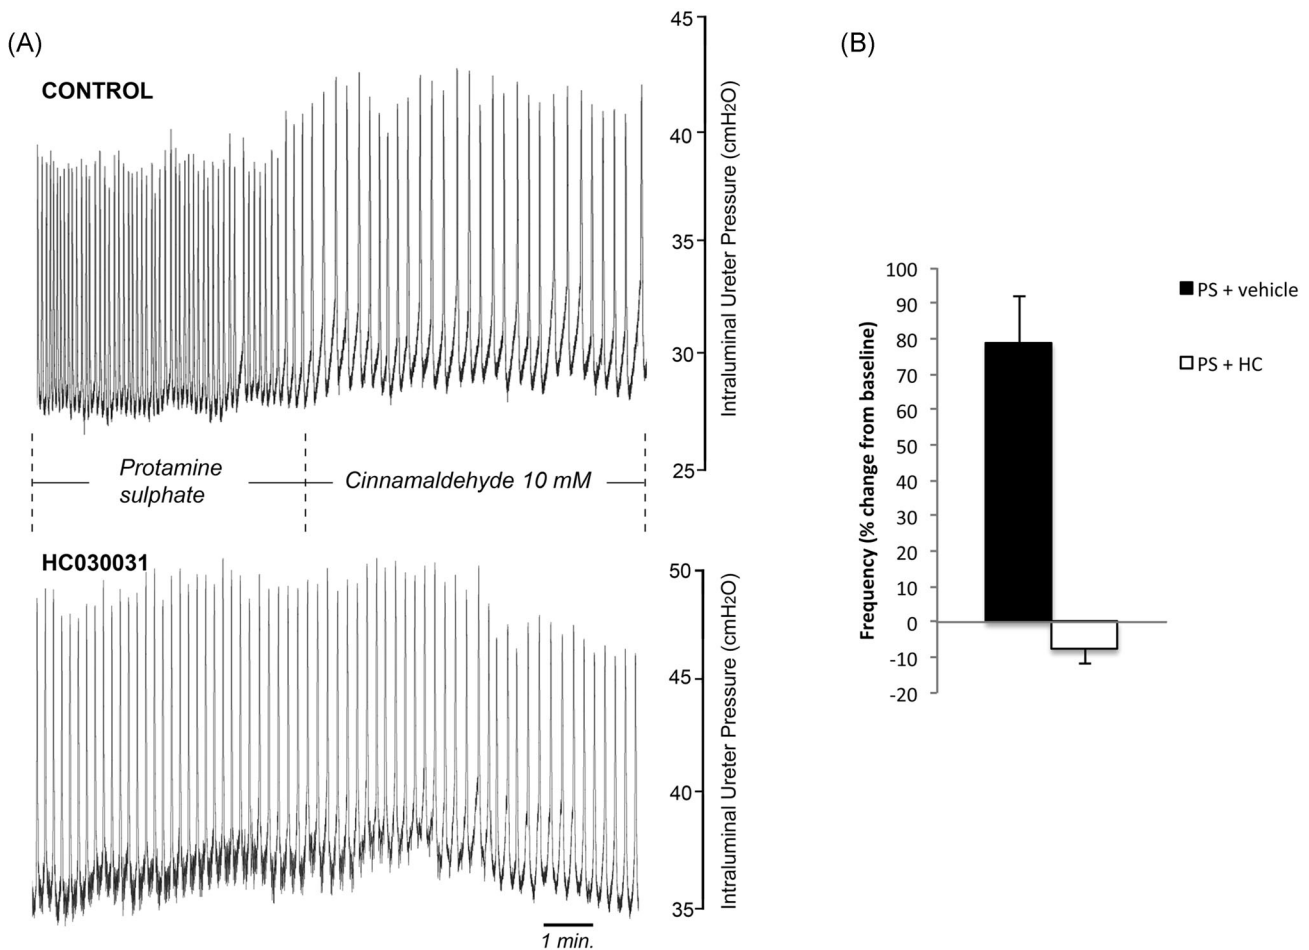 (A)
CONTROL
45
40
35
30
25
Intraluminal Ureter Pressure (cmH2O)
Protamine
sulphate
Cinnamaldehyde 10 mM
HC030031
50
45
40
35
Intraluminal Ureter Pressure (cmH2O)
1 min.
(B)
100
90
80
70
60
50
40
30
20
10
0
-10
-20
Frequency (% change from baseline)
PS + vehicle
PS + HC